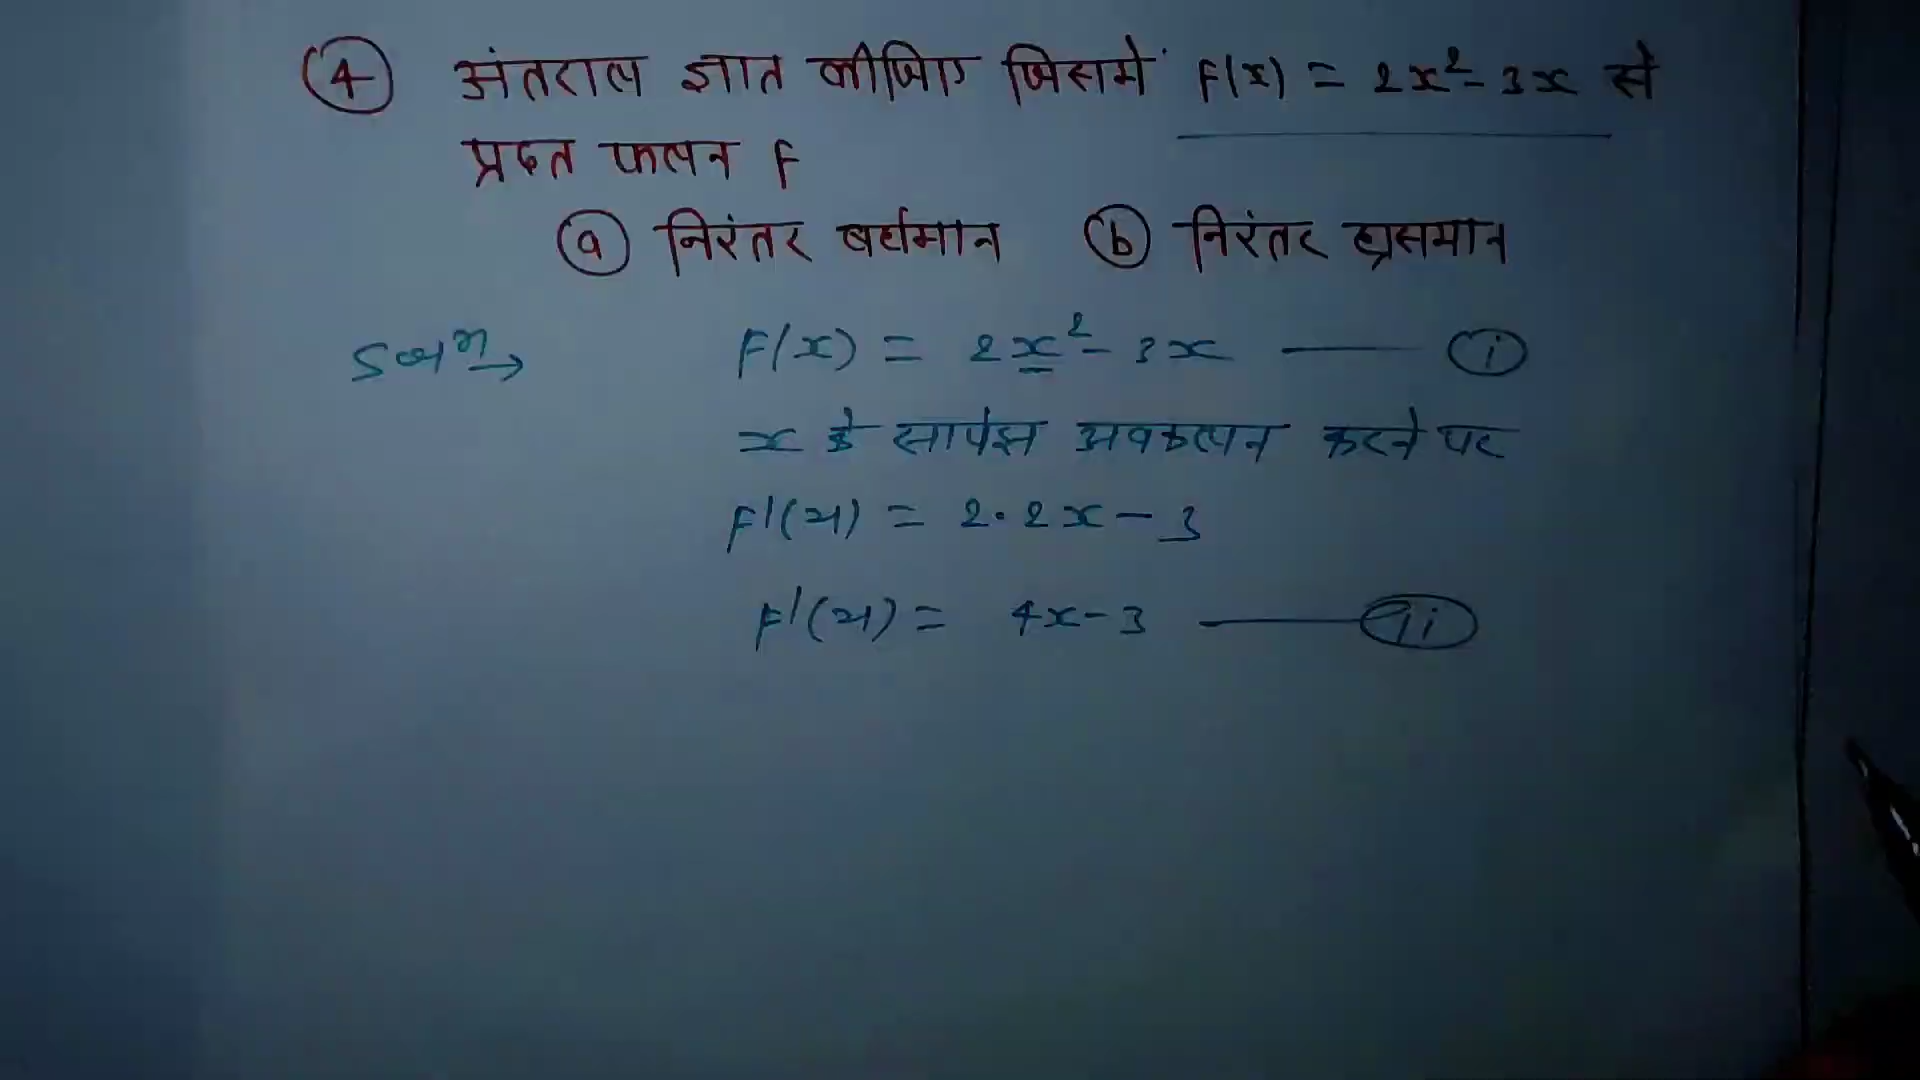 ④ अंतराल ज्ञात कीजिए जिसमें F(x) = 2x² - 3x से
प्रदत्त फलन F
ⓐ निरंतर वर्धमान ⓑ निरंतर ह्रासमान
Solⁿ→ F(x) = 2x² - 3x — ⓘ
x के सापेक्ष अवकलन करने पर
F'(x) = 2·2x - 3
F'(x) = 4x - 3 — (ii)